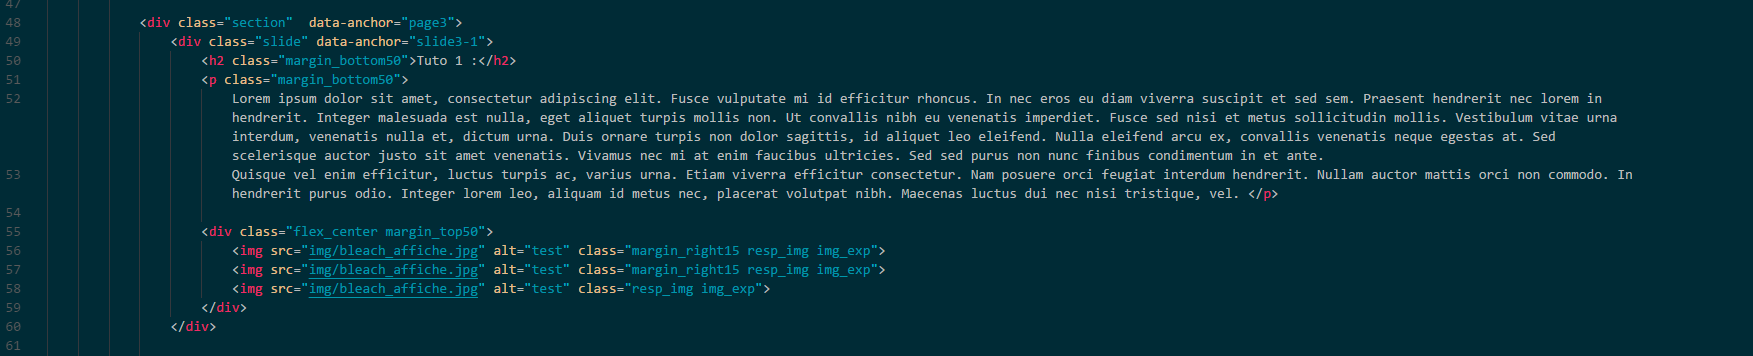 47
48 <div class="section"  data-anchor="page3">
49 <div class="slide" data-anchor="slide3-1">
50 <h2 class="margin_bottom50">Tuto 1 :</h2>
51 <p class="margin_bottom50">
52 Lorem ipsum dolor sit amet, consectetur adipiscing elit. Fusce vulputate mi id efficitur rhoncus. In nec eros eu diam viverra suscipit et sed sem. Praesent hendrerit nec lorem in
hendrerit. Integer malesuada est nulla, eget aliquet turpis mollis non. Ut convallis nibh eu venenatis imperdiet. Fusce sed nisi et metus sollicitudin mollis. Vestibulum vitae urna
interdum, venenatis nulla et, dictum urna. Duis ornare turpis non dolor sagittis, id aliquet leo eleifend. Nulla eleifend arcu ex, convallis venenatis neque egestas at. Sed
scelerisque auctor justo sit amet venenatis. Vivamus nec mi at enim faucibus ultricies. Sed sed purus non nunc finibus condimentum in et ante.
53 Quisque vel enim efficitur, luctus turpis ac, varius urna. Etiam viverra efficitur consectetur. Nam posuere orci feugiat interdum hendrerit. Nullam auctor mattis orci non commodo. In
hendrerit purus odio. Integer lorem leo, aliquam id metus nec, placerat volutpat nibh. Maecenas luctus dui nec nisi tristique, vel. </p>
54
55 <div class="flex_center margin_top50">
56 <img src="img/bleach_affiche.jpg" alt="test" class="margin_right15 resp_img img_exp">
57 <img src="img/bleach_affiche.jpg" alt="test" class="margin_right15 resp_img img_exp">
58 <img src="img/bleach_affiche.jpg" alt="test" class="resp_img img_exp">
59 </div>
60 </div>
61